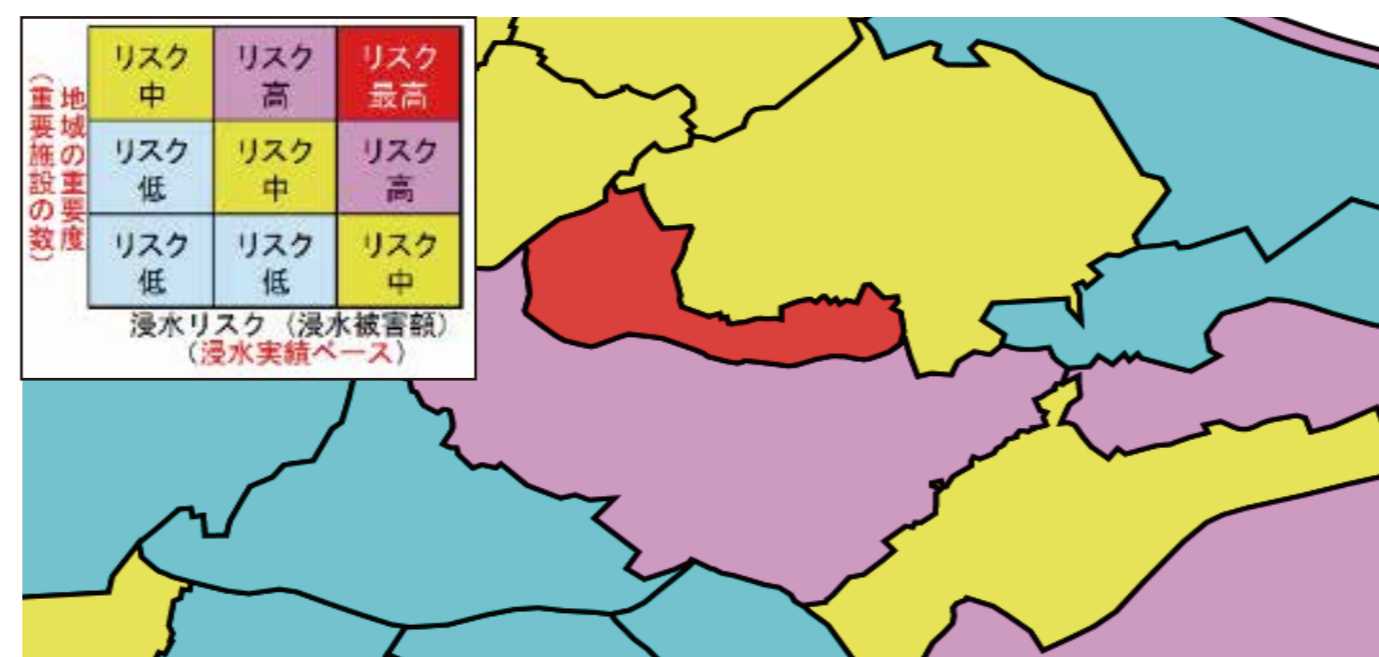 リスク
中
リスク
高
リスク
最高
リスク
低
リスク
中
リスク
高
リスク
低
リスク
低
リスク
中
地域の重要度
（重要施設の数）
浸水リスク（浸水被害額）
（浸水実績ベース）